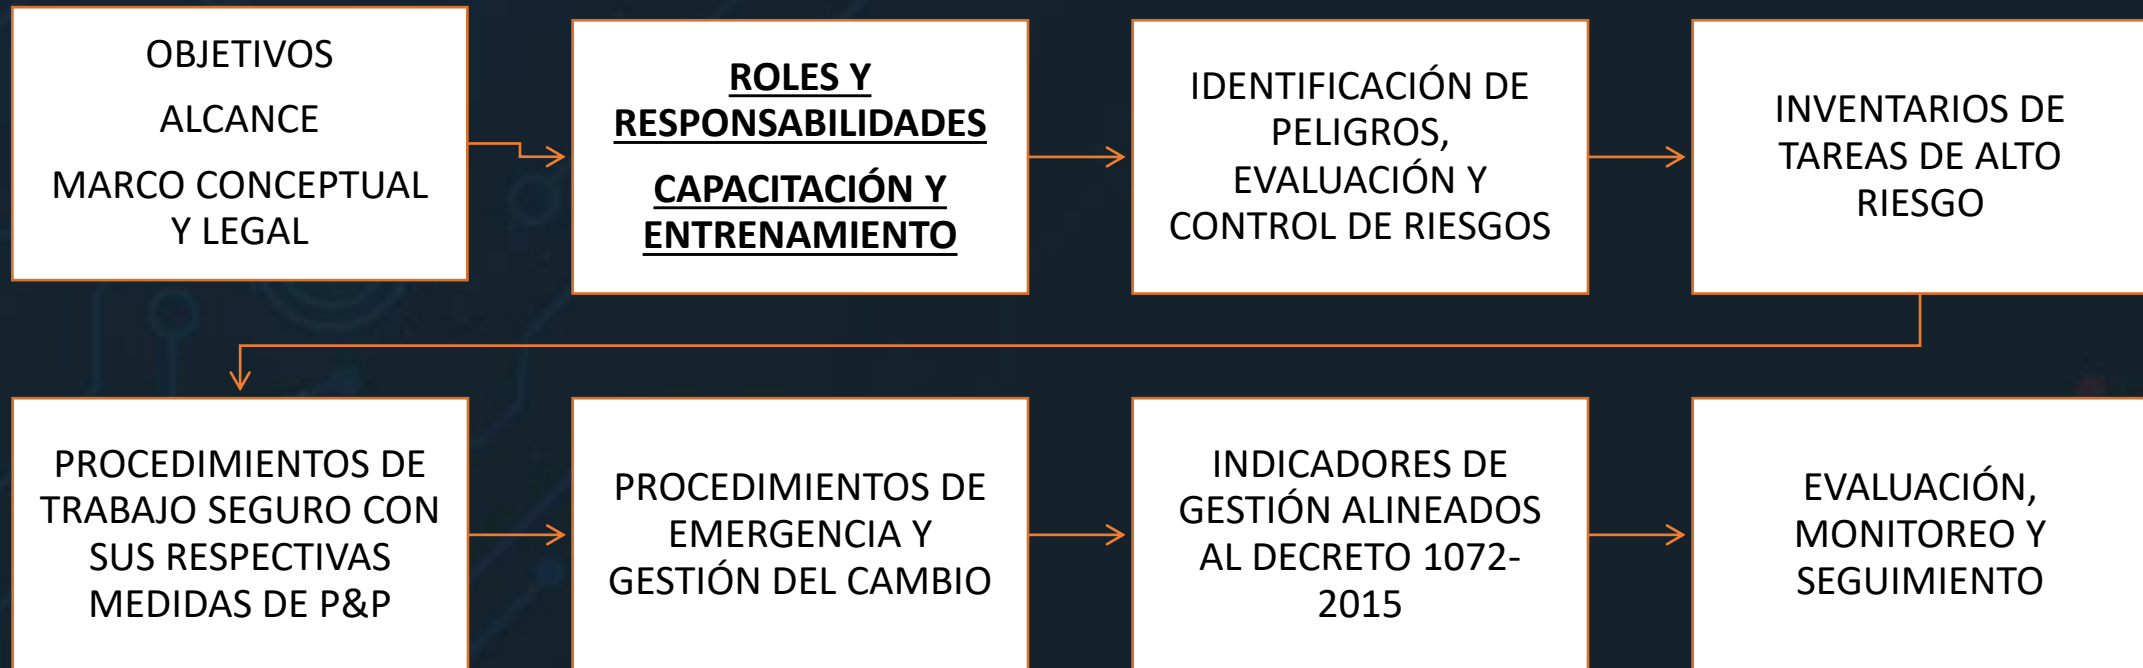 OBJETIVOS
ALCANCE
MARCO CONCEPTUAL
Y LEGAL
ROLES Y
RESPONSABILIDADES
CAPACITACIÓN Y
ENTRENAMIENTO
IDENTIFICACIÓN DE
PELIGROS,
EVALUACIÓN Y
CONTROL DE RIESGOS
INVENTARIOS DE
TAREAS DE ALTO
RIESGO
PROCEDIMIENTOS DE
TRABAJO SEGURO CON
SUS RESPECTIVAS
MEDIDAS DE P&P
PROCEDIMIENTOS DE
EMERGENCIA Y
GESTIÓN DEL CAMBIO
INDICADORES DE
GESTIÓN ALINEADOS
AL DECRETO 1072-
2015
EVALUACIÓN,
MONITOREO Y
SEGUIMIENTO